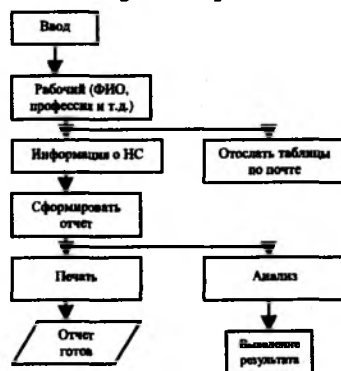 Ввод
Рабочий (ФИО,
профессия и т.д.)
Информация о НС
Отослать таблицы
по почте
Сформировать
отчет
Печать
Анализ
Отчет
готов
Выявление
результата